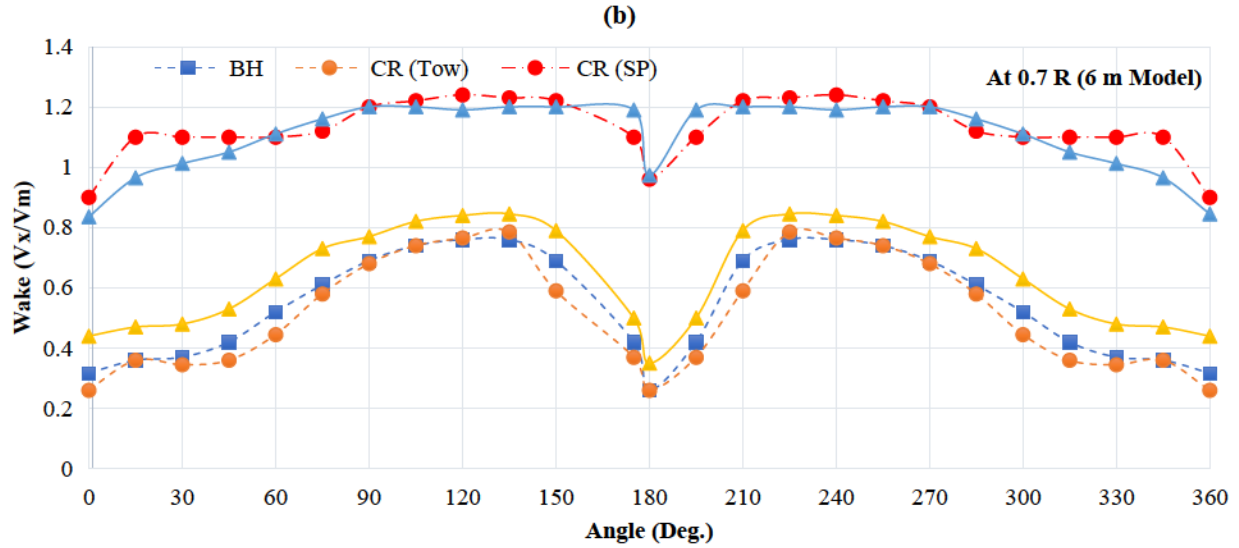 (b)
BH CR (Tow) CR (SP)
At 0.7 R (6 m Model)
1.4
1.2
1
0.8
0.6
0.4
0.2
0
Wake (Vx/Vm)
0 30 60 90 120 150 180 210 240 270 300 330 360
Angle (Deg.)